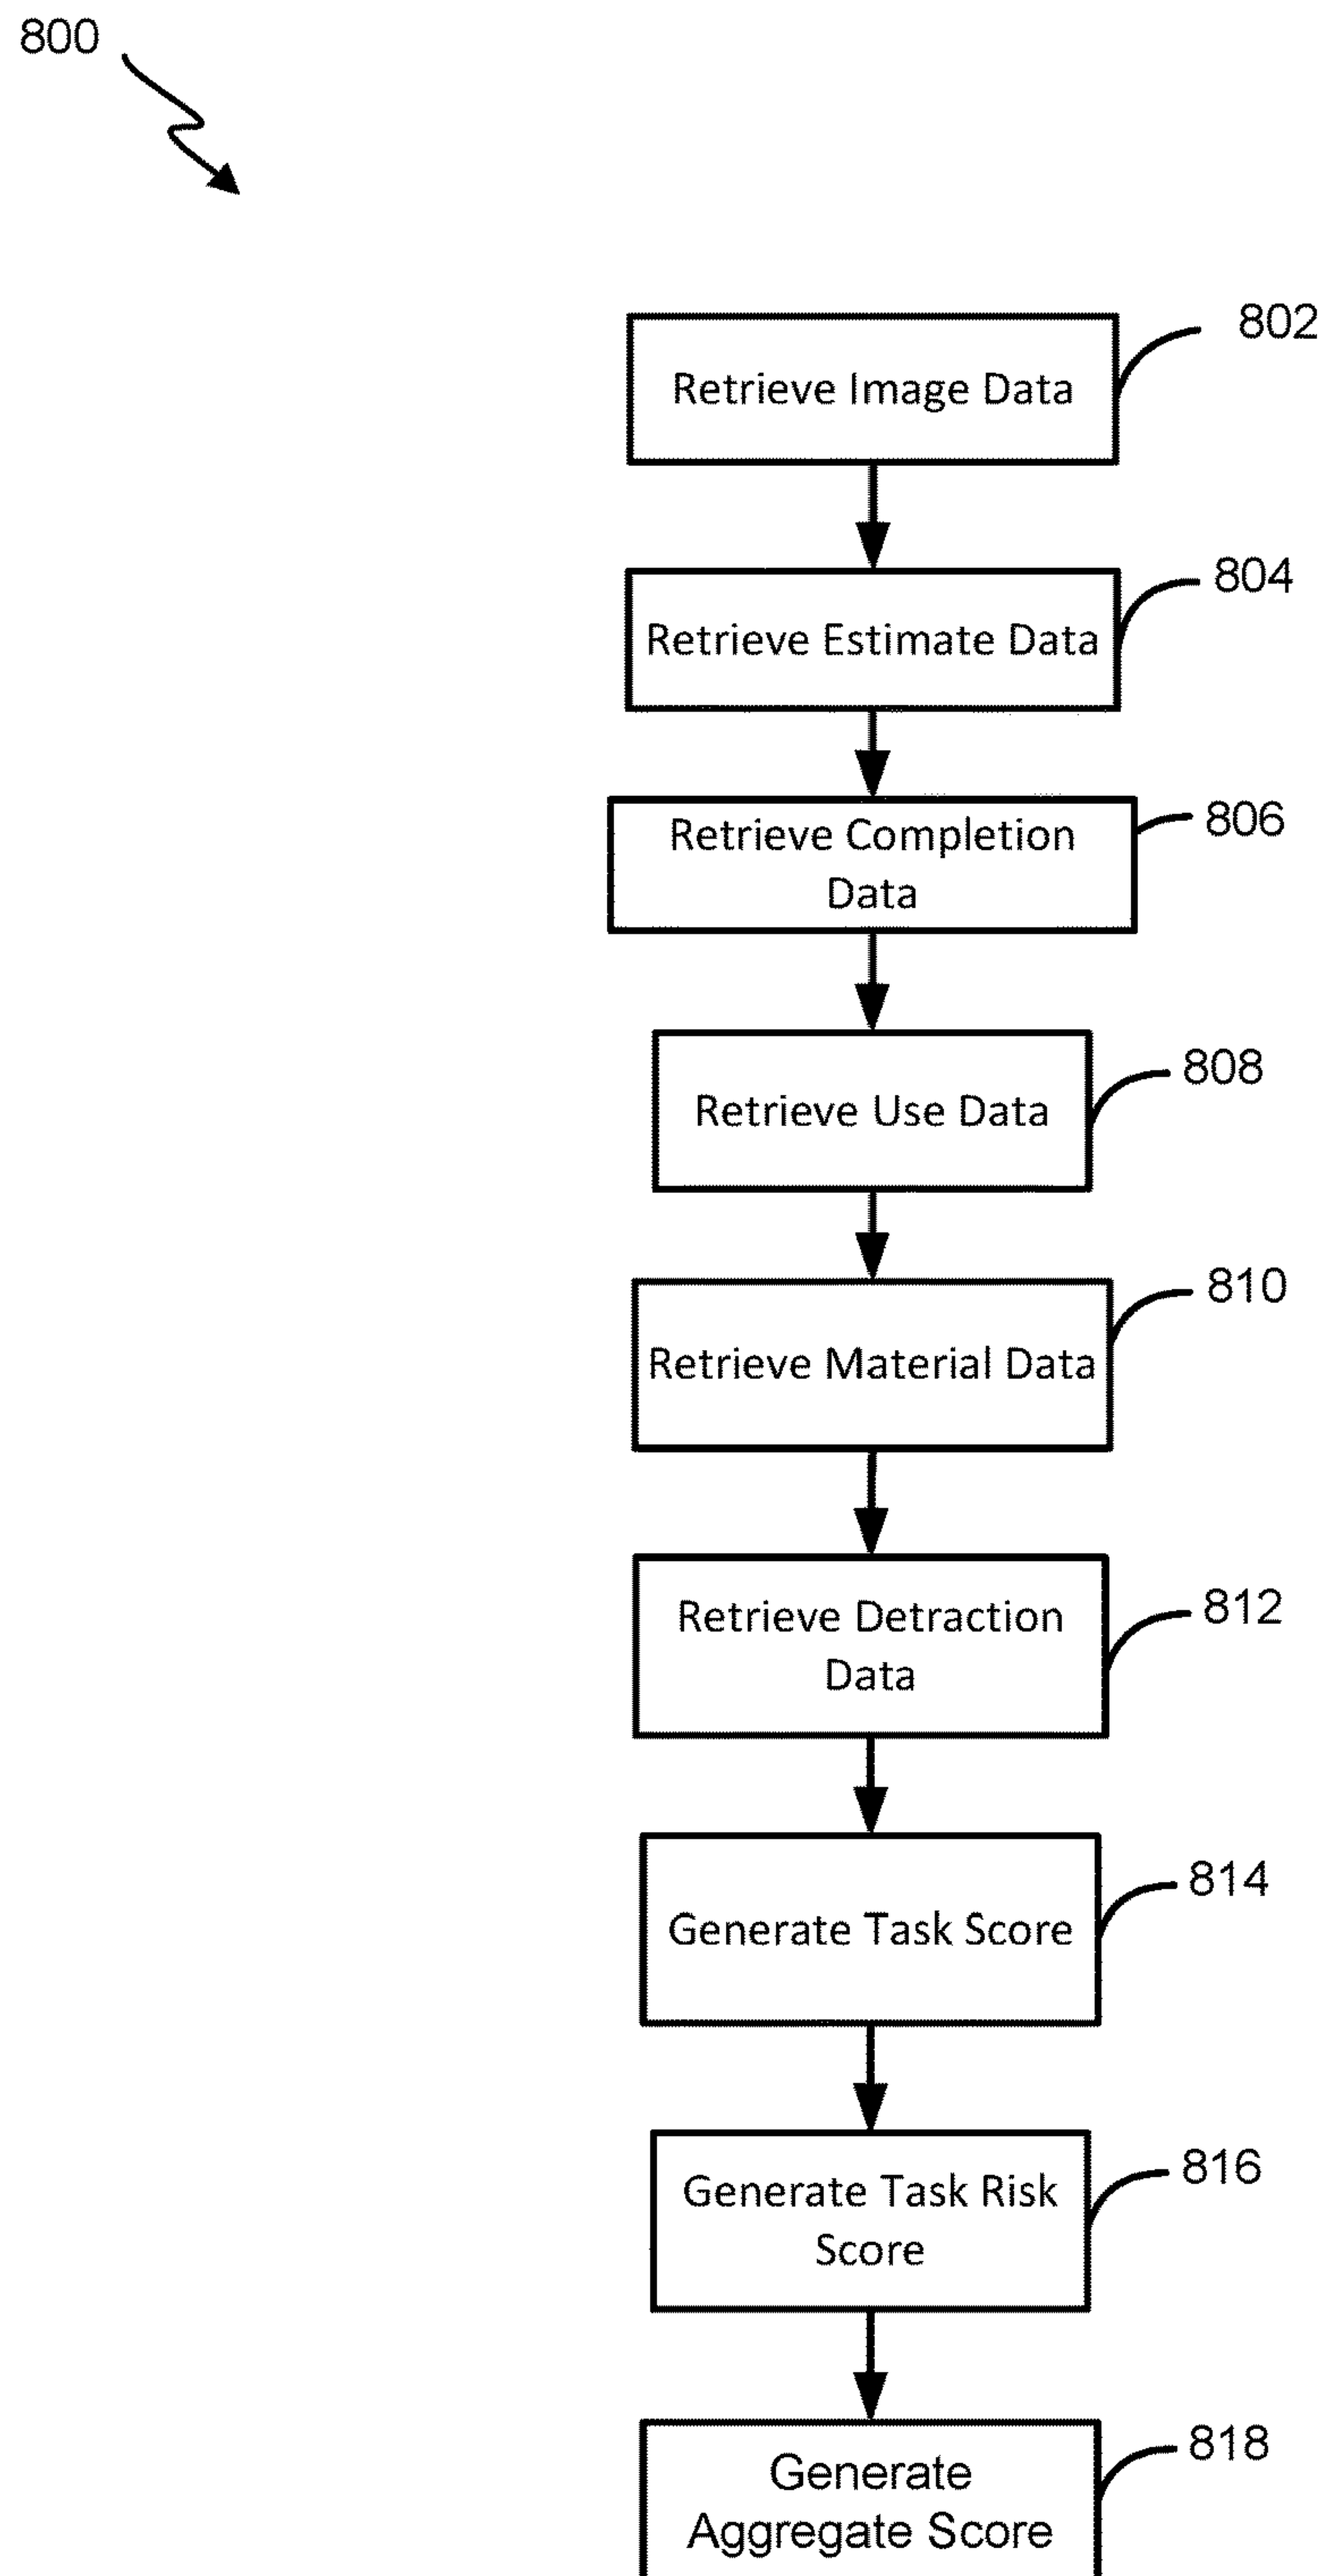 800
802
Retrieve Image Data
804
Retrieve Estimate Data
806
Retrieve Completion
Data
808
Retrieve Use Data
810
Retrieve Material Data
812
Retrieve Detraction
Data
814
Generate Task Score
816
Generate Task Risk
Score
818
Generate
Aggregate Score